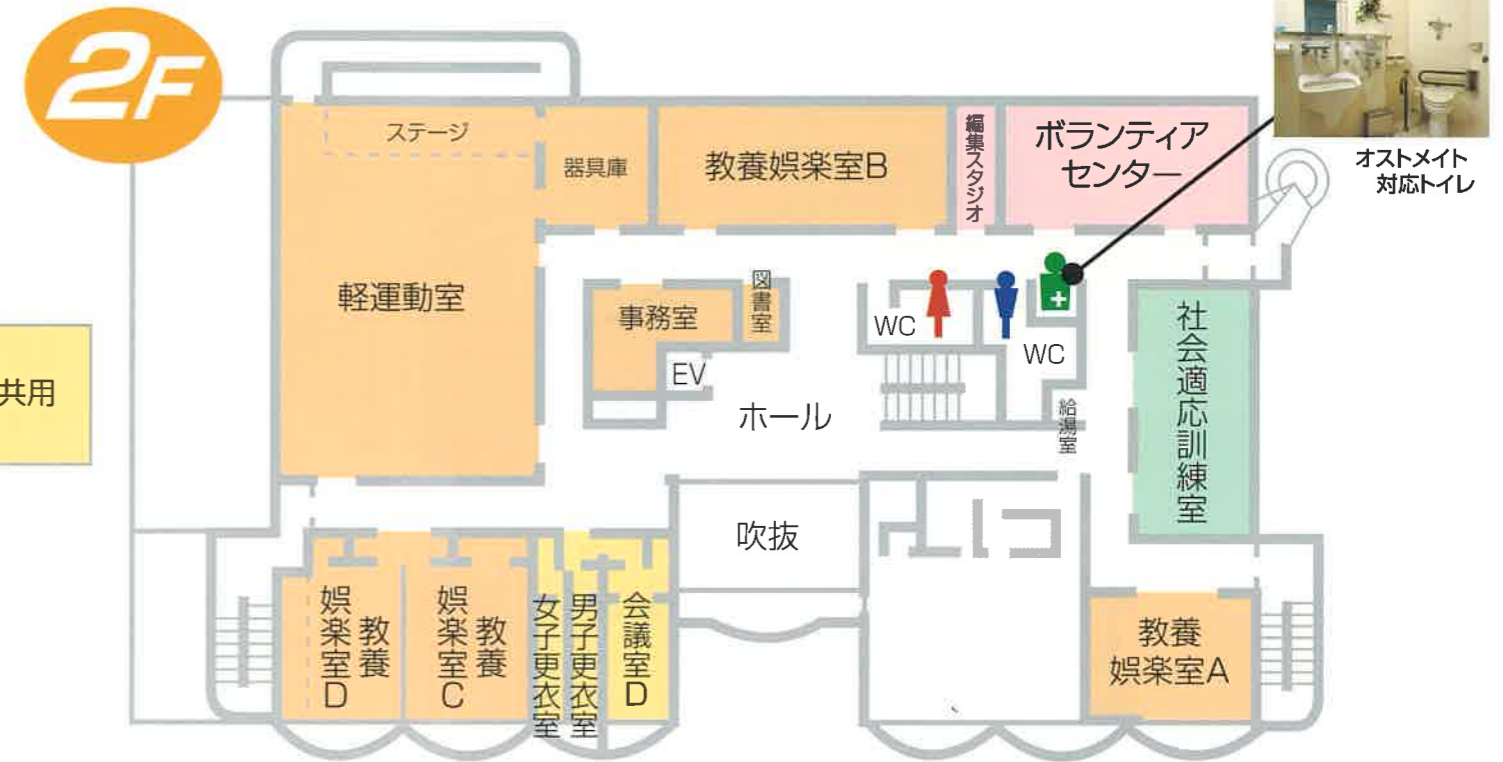 2F
ステージ
器具庫
教養娯楽室B
編集スタジオ
ボランティア
センター
オストメイト
対応トイレ
軽運動室
事務室
図書室
EV
WC
WC
ホール
給湯室
社会適応訓練室
共用
吹抜
教養
娯楽室D
教養
娯楽室C
女子更衣室
男子更衣室
会議室D
教養
娯楽室A